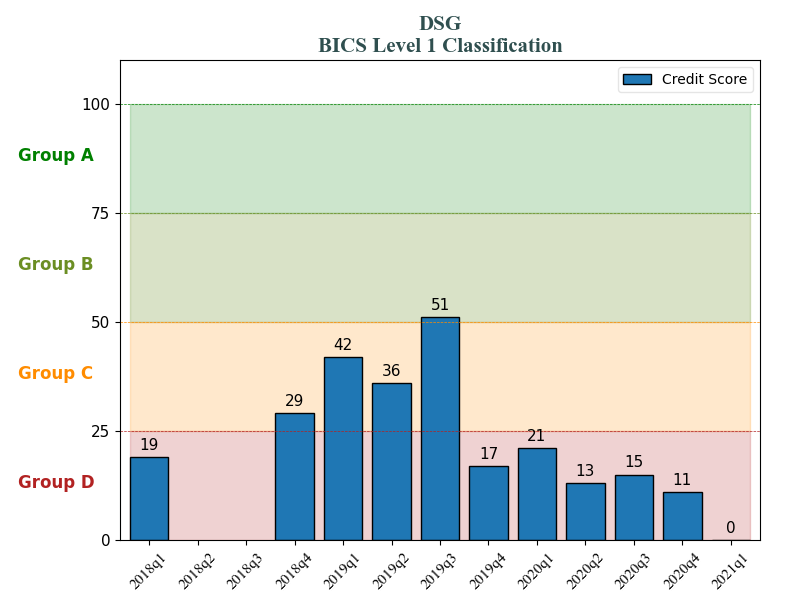 DSG
BICS Level 1 Classification
Credit Score
100
Group A
75
Group B
50
51
42
Group C
36
29
25
19
17
21
13
15
11
0
Group D
0
2018q1 2018q2 2018q3 2018q4 2019q1 2019q2 2019q3 2019q4 2020q1 2020q2 2020q3 2020q4 2021q1